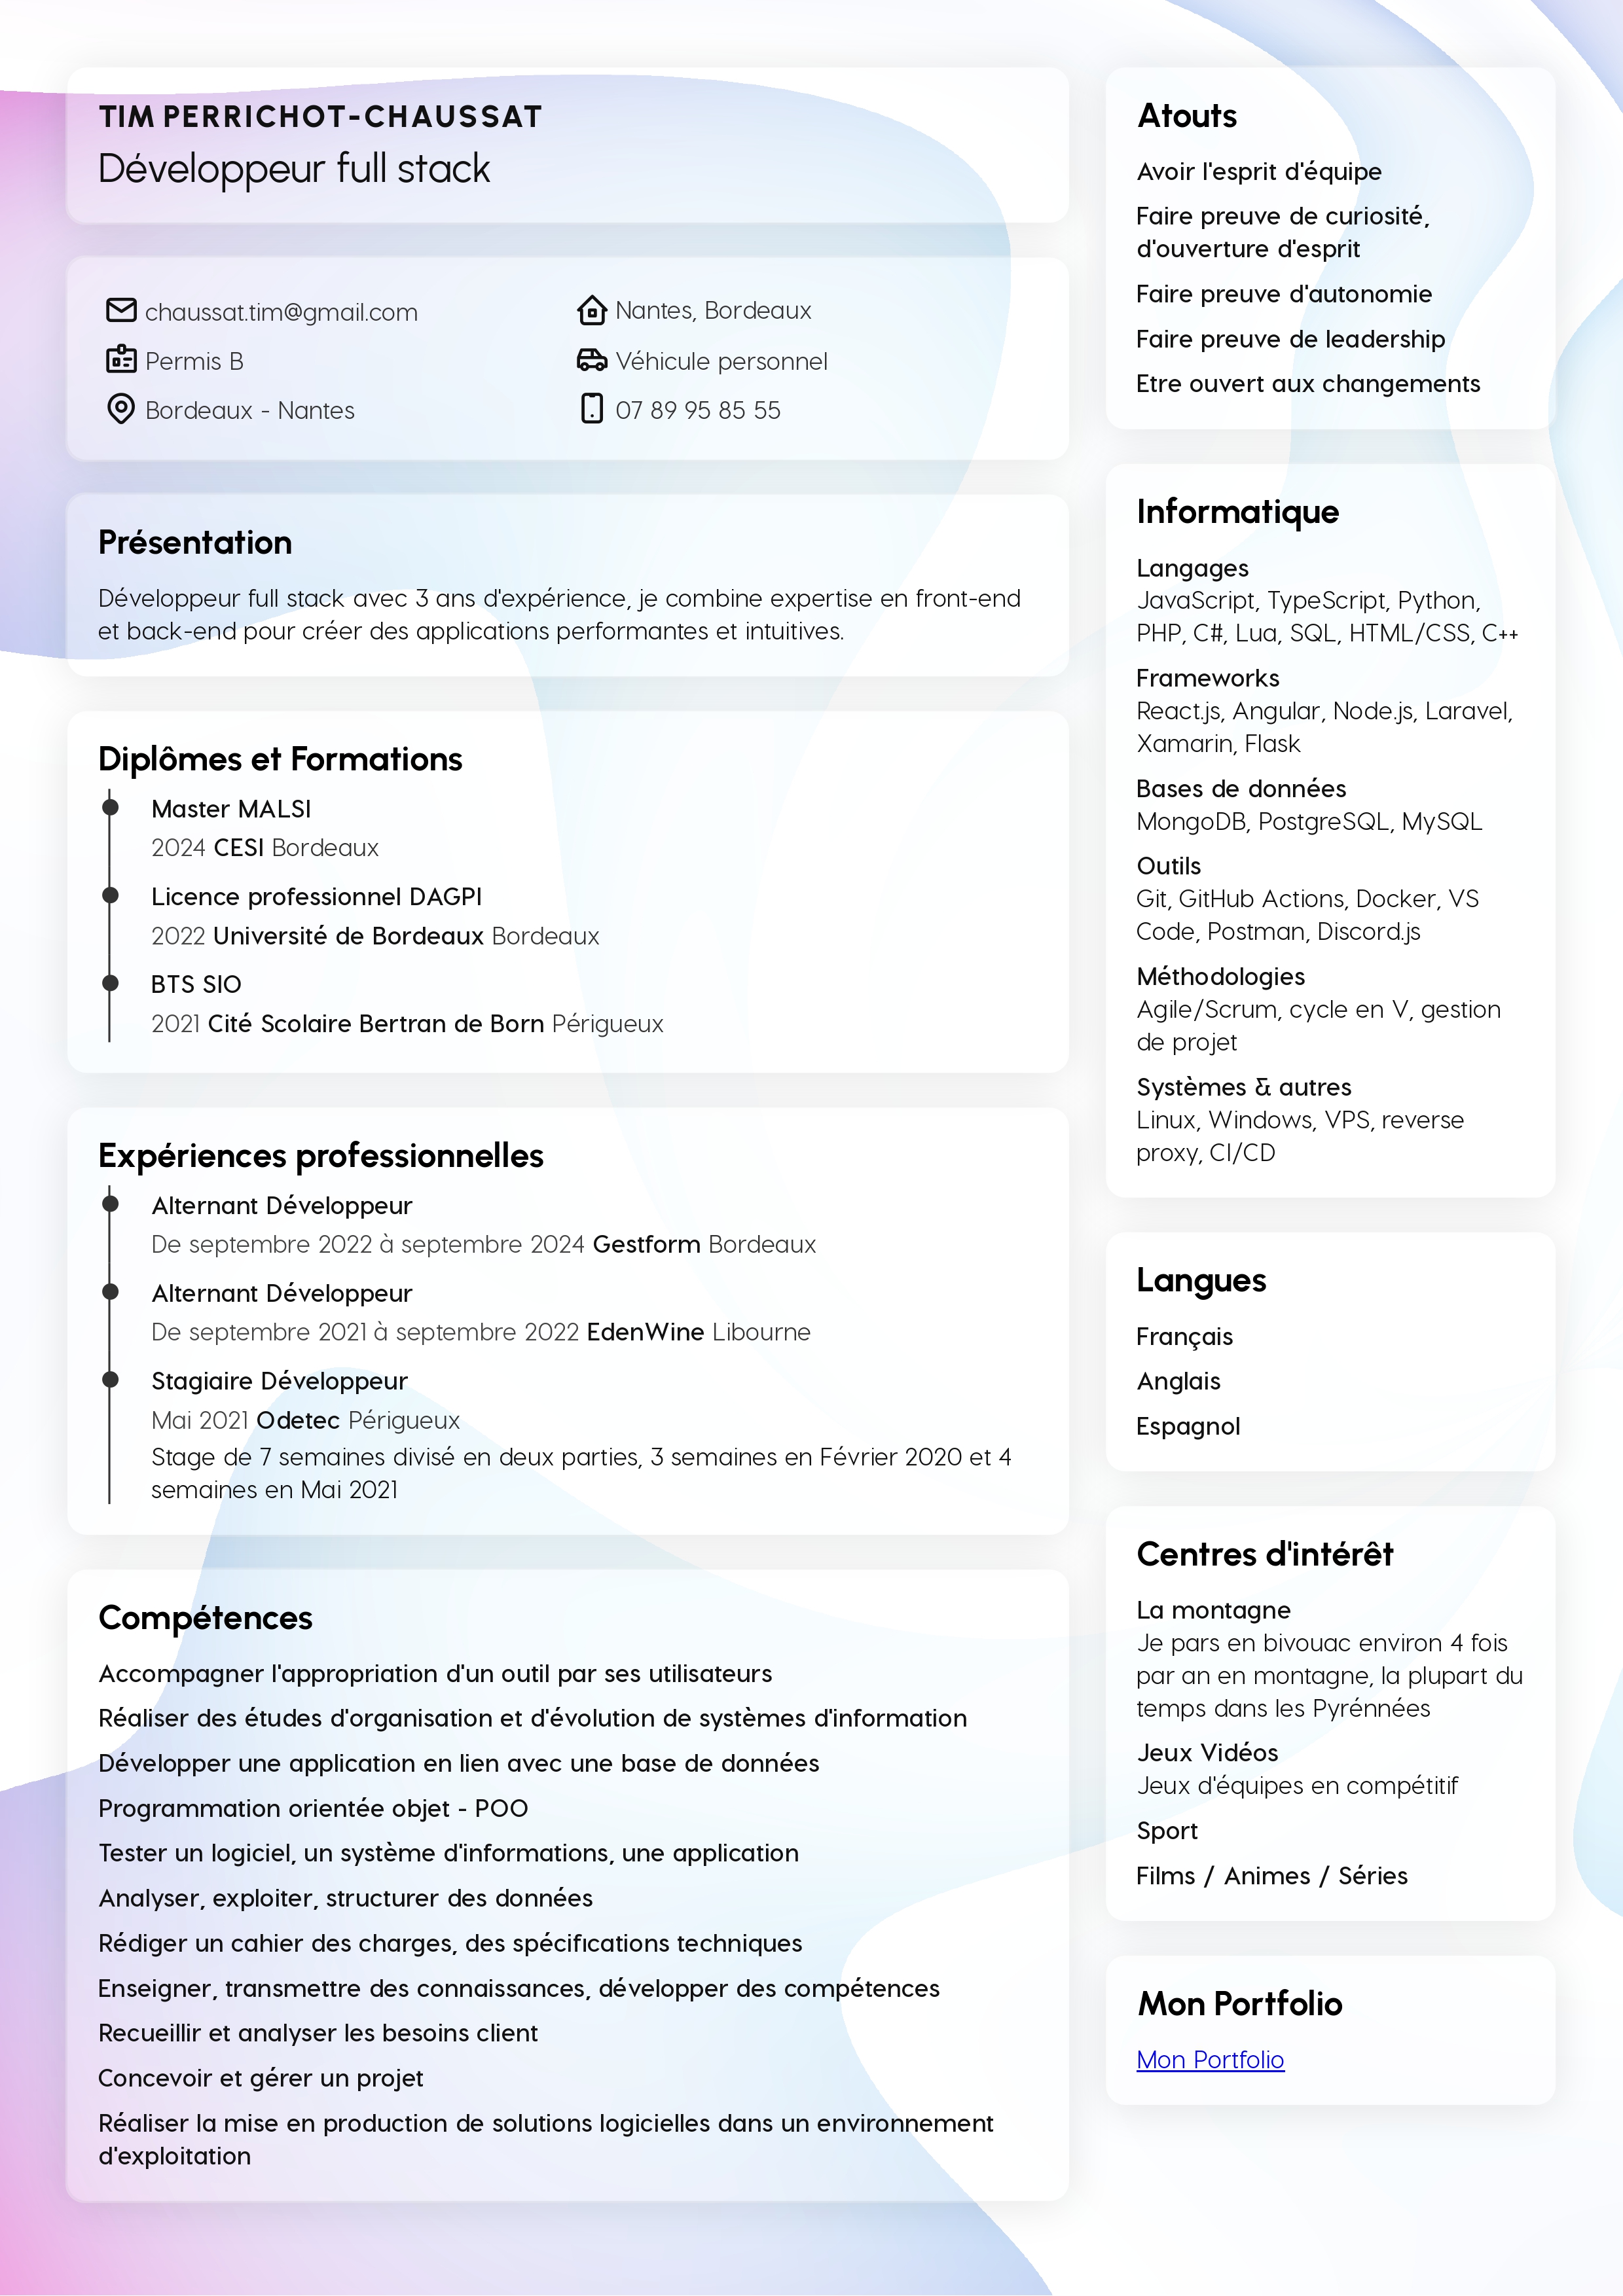 TIM PERRICHOT-CHAUSSAT
Développeur full stack
chaussat.tim@gmail.com
Nantes, Bordeaux
Permis B
Véhicule personnel
Bordeaux - Nantes
07 89 95 85 55
Présentation
Développeur full stack avec 3 ans d'expérience, je combine expertise en front-end
et back-end pour créer des applications performantes et intuitives.
Diplômes et Formations
Master MALSI
2024 CESI Bordeaux
Licence professionnel DAGPI
2022 Université de Bordeaux Bordeaux
BTS SIO
2021 Cité Scolaire Bertran de Born Périgueux
Expériences professionnelles
Alternant Développeur
De septembre 2022 à septembre 2024 Gestform Bordeaux
Alternant Développeur
De septembre 2021 à septembre 2022 EdenWine Libourne
Stagiaire Développeur
Mai 2021 Odetec Périgueux
Stage de 7 semaines divisé en deux parties, 3 semaines en Février 2020 et 4
semaines en Mai 2021
Compétences
Accompagner l'appropriation d'un outil par ses utilisateurs
Réaliser des études d'organisation et d'évolution de systèmes d'information
Développer une application en lien avec une base de données
Programmation orientée objet - POO
Tester un logiciel, un système d'informations, une application
Analyser, exploiter, structurer des données
Rédiger un cahier des charges, des spécifications techniques
Enseigner, transmettre des connaissances, développer des compétences
Recueillir et analyser les besoins client
Concevoir et gérer un projet
Réaliser la mise en production de solutions logicielles dans un environnement
d'exploitation
Atouts
Avoir l'esprit d'équipe
Faire preuve de curiosité,
d'ouverture d'esprit
Faire preuve d'autonomie
Faire preuve de leadership
Etre ouvert aux changements
Informatique
Langages
JavaScript, TypeScript, Python,
PHP, C#, Lua, SQL, HTML/CSS, C++
Frameworks
React.js, Angular, Node.js, Laravel,
Xamarin, Flask
Bases de données
MongoDB, PostgreSQL, MySQL
Outils
Git, GitHub Actions, Docker, VS
Code, Postman, Discord.js
Méthodologies
Agile/Scrum, cycle en V, gestion
de projet
Systèmes & autres
Linux, Windows, VPS, reverse
proxy, CI/CD
Langues
Français
Anglais
Espagnol
Centres d'intérêt
La montagne
Je pars en bivouac environ 4 fois
par an en montagne, la plupart du
temps dans les Pyrénnées
Jeux Vidéos
Jeux d'équipes en compétitif
Sport
Films / Animes / Séries
Mon Portfolio
Mon Portfolio